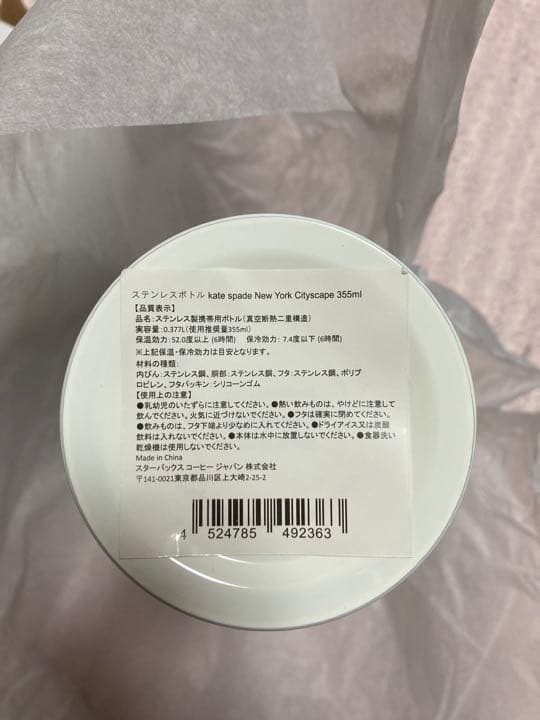 ステンレスボトル kate spade New York Cityscape 355ml
【品質表示】
品名:ステンレス製携帯用ボトル(真空断熱二重構造)
実容量:0.377L(使用推奨量355ml)
保温効力:52.0度以上 (6時間) 保冷効力: 7.4度以下 (6時間)
※上記保温・保冷効力は目安となります。
材料の種類:
内びん:ステンレス鋼、胴部:ステンレス鋼、フタ:ステンレス鋼、ポリプ
ロピレン、フタパッキン:シリコーンゴム
【使用上の注意】
●乳幼児のいたずらに注意してください。●熱い飲みものは、やけどに注意して
飲んでください。火気に近づけないでください。●フタは確実に閉めてください。
●飲みものは、フタ下端より少なめに入れてください。●ドライアイス又は炭酸
飲料は入れないでください。●本体は水中に放置しないでください。●食器洗い
乾燥機は使用しないでください。
Made in China
スターバックス コーヒー ジャパン 株式会社
〒141-0021東京都品川区上大崎2-25-2
4 524785 492363